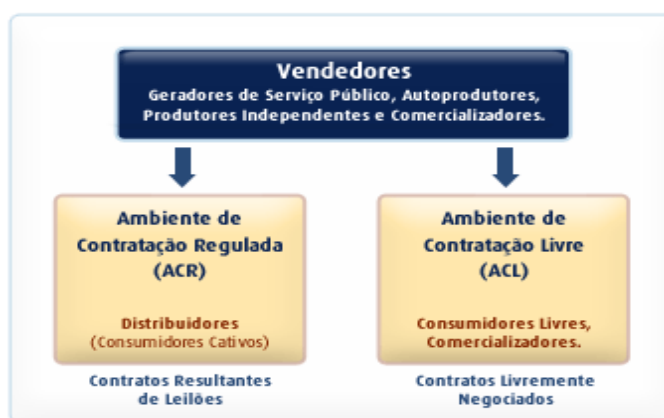 Vendedores
Geradores de Serviço Público, Autoprodutores,
Produtores Independentes e Comercializadores.
Ambiente de
Contratação Regulada
(ACR)
Distribuidores
(Consumidores Cativos)
Contratos Resultantes
de Leilões
Ambiente de
Contratação Livre
(ACL)
Consumidores Livres,
Comercializadores.
Contratos Livremente
Negociados